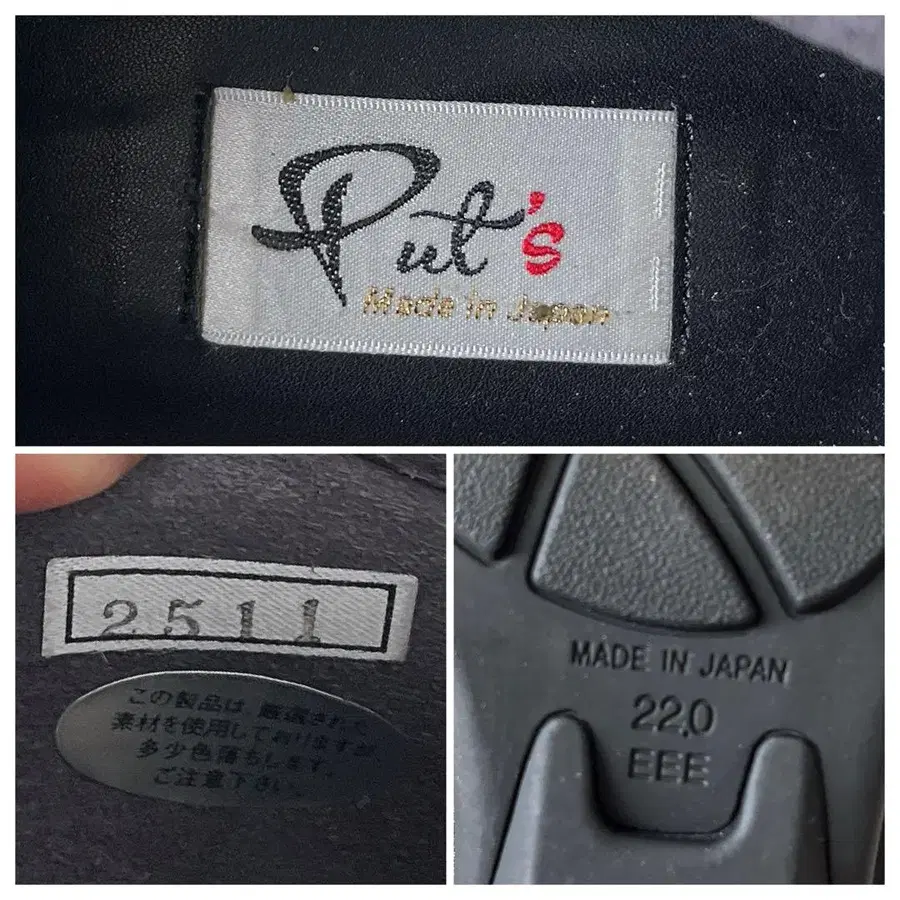 Put's
Made in Japan
2511
この製品は、厳選された
素材を使用しておりますが、
多少色落ちします。
ご注意下さい。
MADE IN JAPAN
22.0
EEE